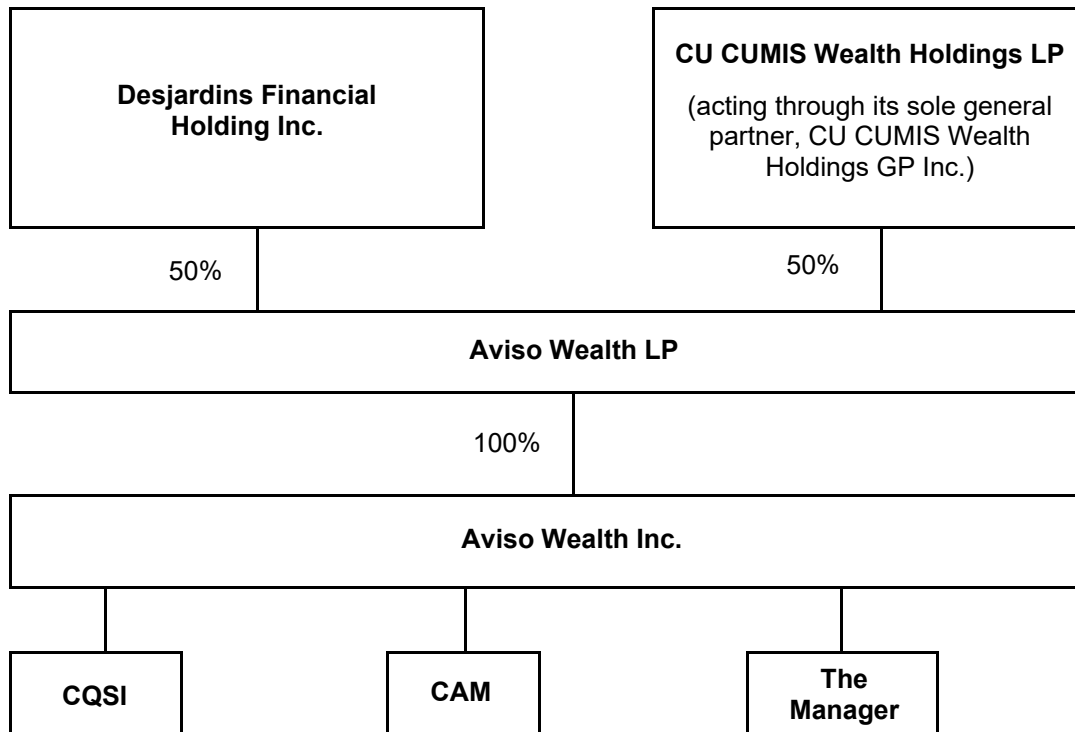 Desjardins Financial
Holding Inc.
CU CUMIS Wealth Holdings LP
(acting through its sole general
partner, CU CUMIS Wealth
Holdings GP Inc.)
50%
50%
Aviso Wealth LP
100%
Aviso Wealth Inc.
CQSI
CAM
The
Manager